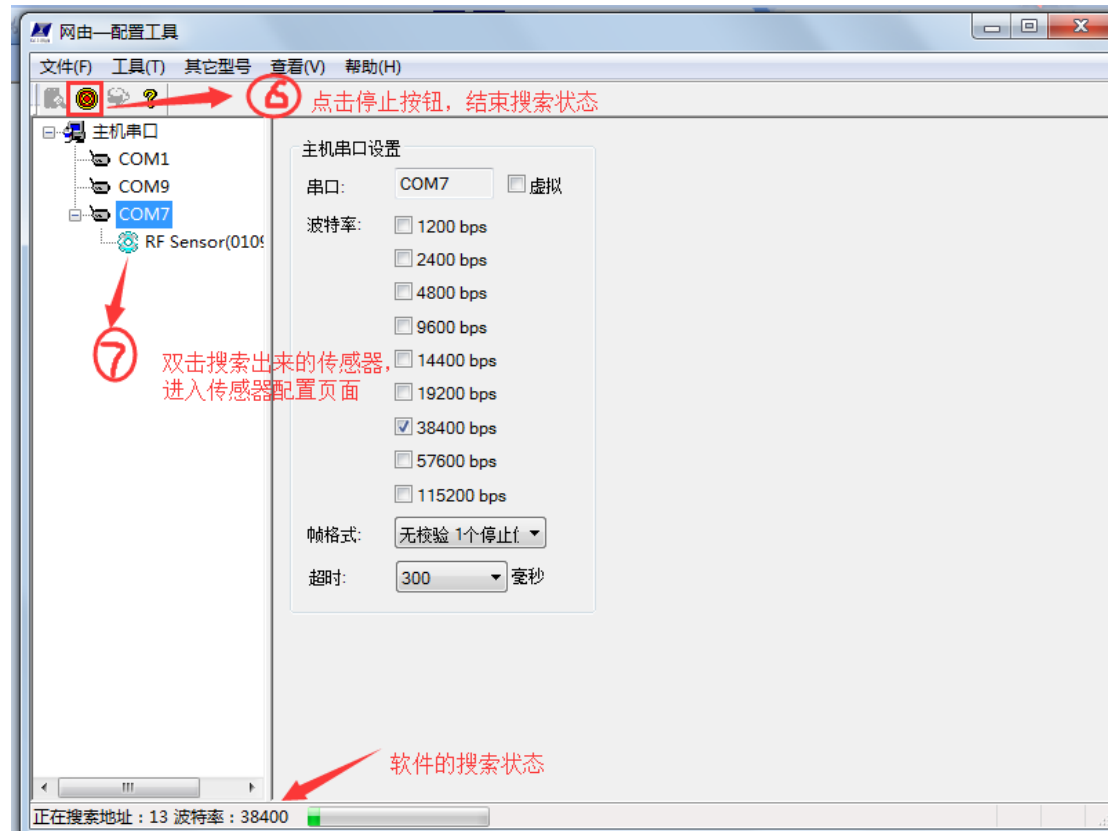 网由—配置工具
文件(F) 工具(T) 其它型号 查看(V) 帮助(H)
⑥ 点击停止按钮，结束搜索状态
主机串口
COM1
COM9
COM7
RF Sensor(0109
⑦ 双击搜索出来的传感器，
进入传感器配置页面
主机串口设置
串口: COM7 虚拟
波特率: 1200 bps
2400 bps
4800 bps
9600 bps
14400 bps
19200 bps
38400 bps
57600 bps
115200 bps
帧格式: 无校验 1个停止
超时: 300 毫秒
软件的搜索状态
正在搜索地址：13 波特率：38400